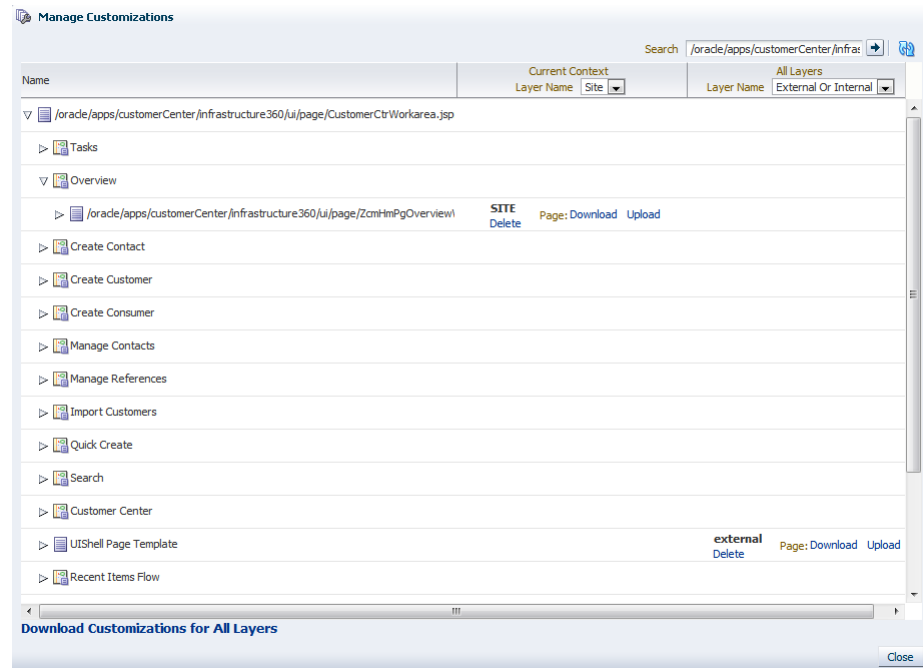 Manage Customizations
Search /oracle/apps/customerCenter/infras
Name
Current Context
Layer Name Site
All Layers
Layer Name External Or Internal
/oracle/apps/customerCenter/infrastructure360/ui/page/CustomerCtrWorkarea.jsp
Tasks
Overview
/oracle/apps/customerCenter/infrastructure360/ui/page/ZcmHmPgOverview\
SITE
Delete
Page: Download Upload
Create Contact
Create Customer
Create Consumer
Manage Contacts
Manage References
Import Customers
Quick Create
Search
Customer Center
UIShell Page Template
external
Delete
Page: Download Upload
Recent Items Flow
Download Customizations for All Layers
Close